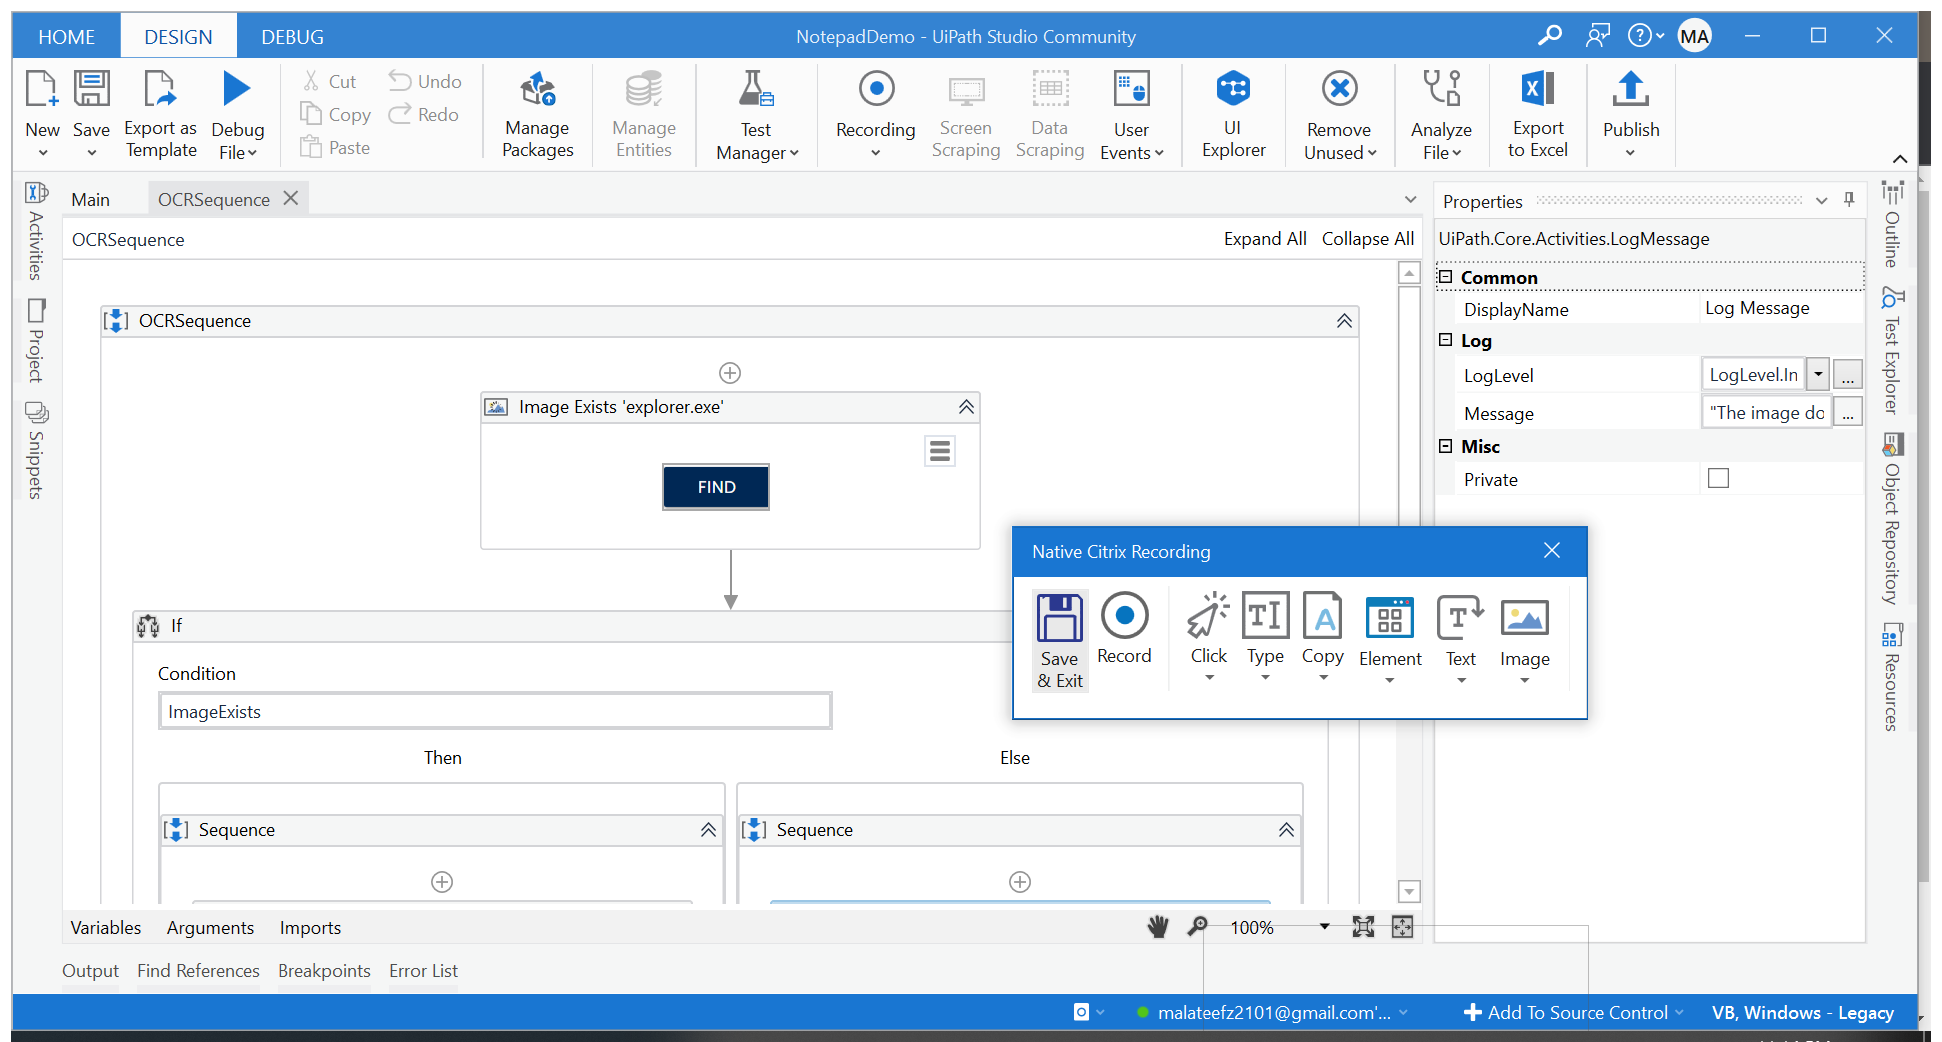 HOME DESIGN DEBUG NotepadDemo - UiPath Studio Community MA
New Save Export as Template Debug File Cut Copy Paste Undo Redo Manage Packages Manage Entities Test Manager Recording Screen Scraping Data Scraping User Events UI Explorer Remove Unused Analyze File Export to Excel Publish
Activities
Project
Snippets
Main OCRSequence
OCRSequence Expand All Collapse All
OCRSequence
Image Exists 'explorer.exe'
FIND
If
Condition
ImageExists
Then Else
Sequence Sequence
Native Citrix Recording
Save & Exit Record Click Type Copy Element Text Image
Properties
UiPath.Core.Activities.LogMessage
Common
DisplayName Log Message
Log
LogLevel LogLevel.In ...
Message "The image do ...
Misc
Private
Outline
Test Explorer
Object Repository
Resources
Variables Arguments Imports 100%
Output Find References Breakpoints Error List
malateefz2101@gmail.com'... Add To Source Control VB, Windows - Legacy